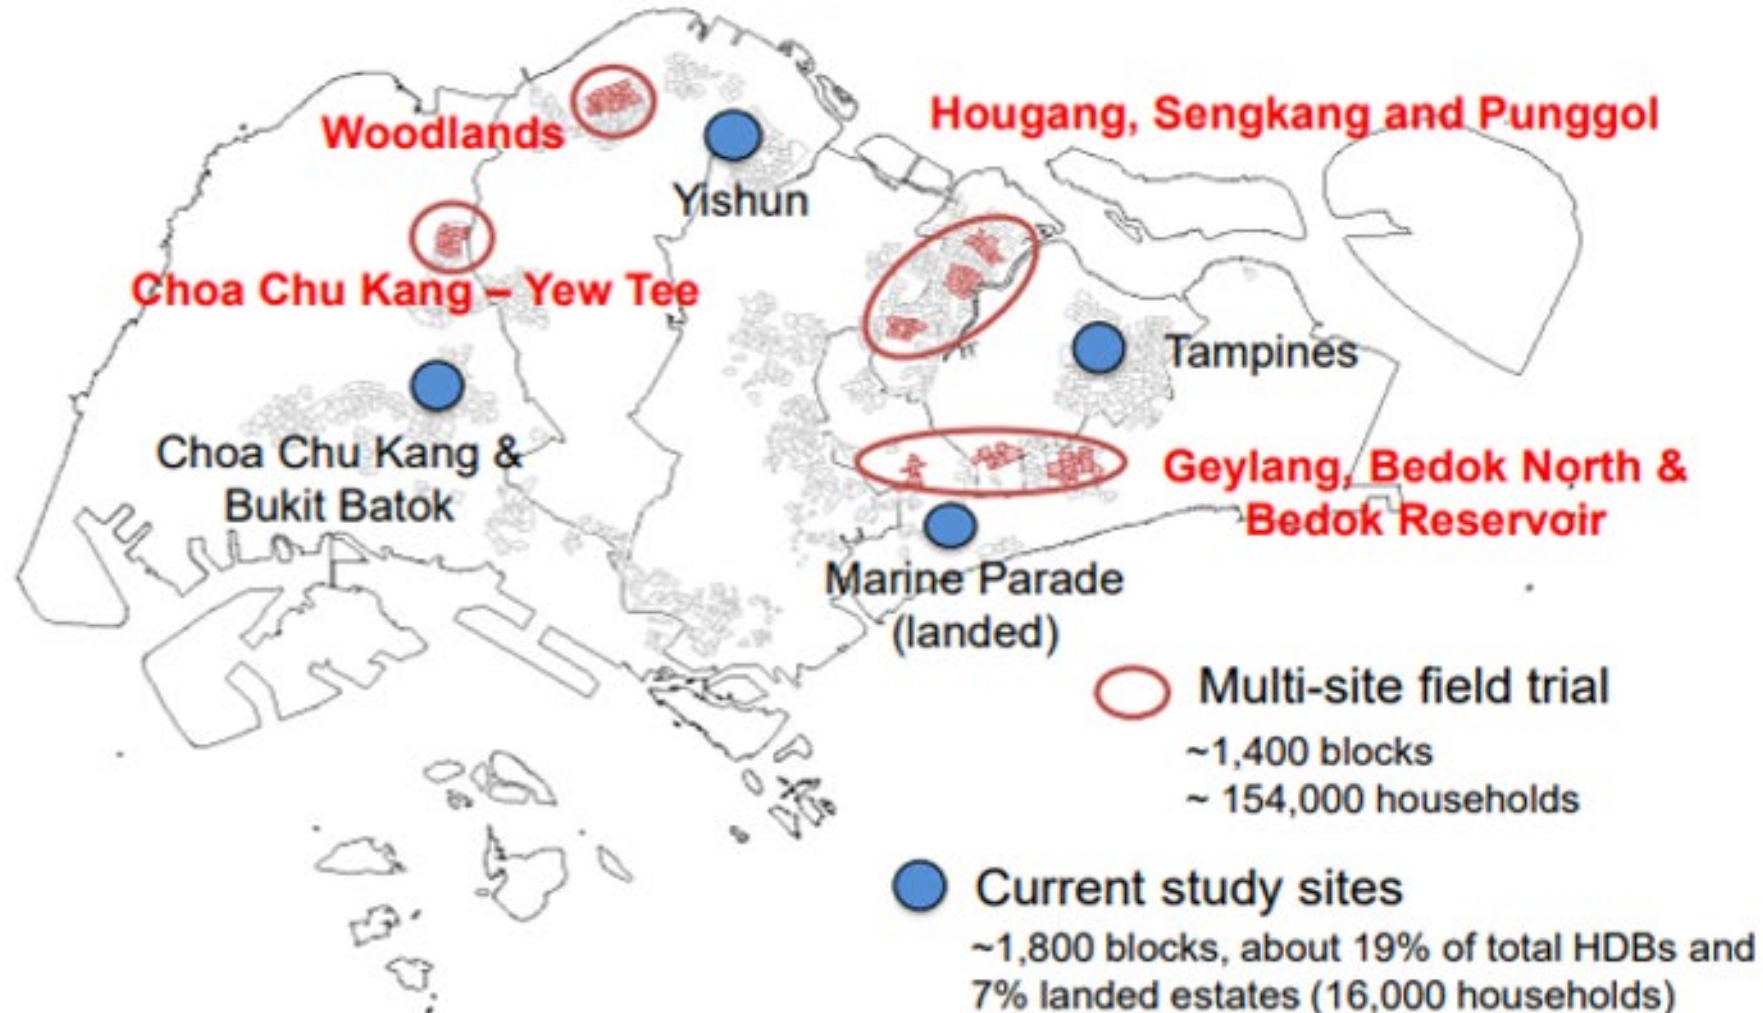 Hougang, Sengkang and Punggol
Woodlands
Yishun
Choa Chu Kang – Yew Tee
Tampines
Choa Chu Kang &
Bukit Batok
Geylang, Bedok North &
Bedok Reservoir
Marine Parade
(landed)
Multi-site field trial
~1,400 blocks
~ 154,000 households
Current study sites
~1,800 blocks, about 19% of total HDBs and
7% landed estates (16,000 households)